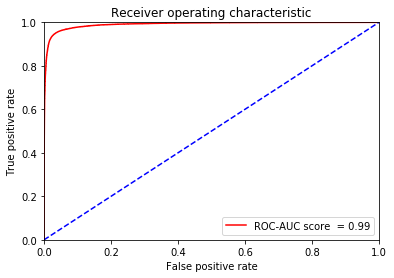 Receiver operating characteristic
True positive rate
1.0
0.8
0.6
0.4
0.2
0.0
ROC-AUC score = 0.99
0.0 0.2 0.4 0.6 0.8 1.0
False positive rate